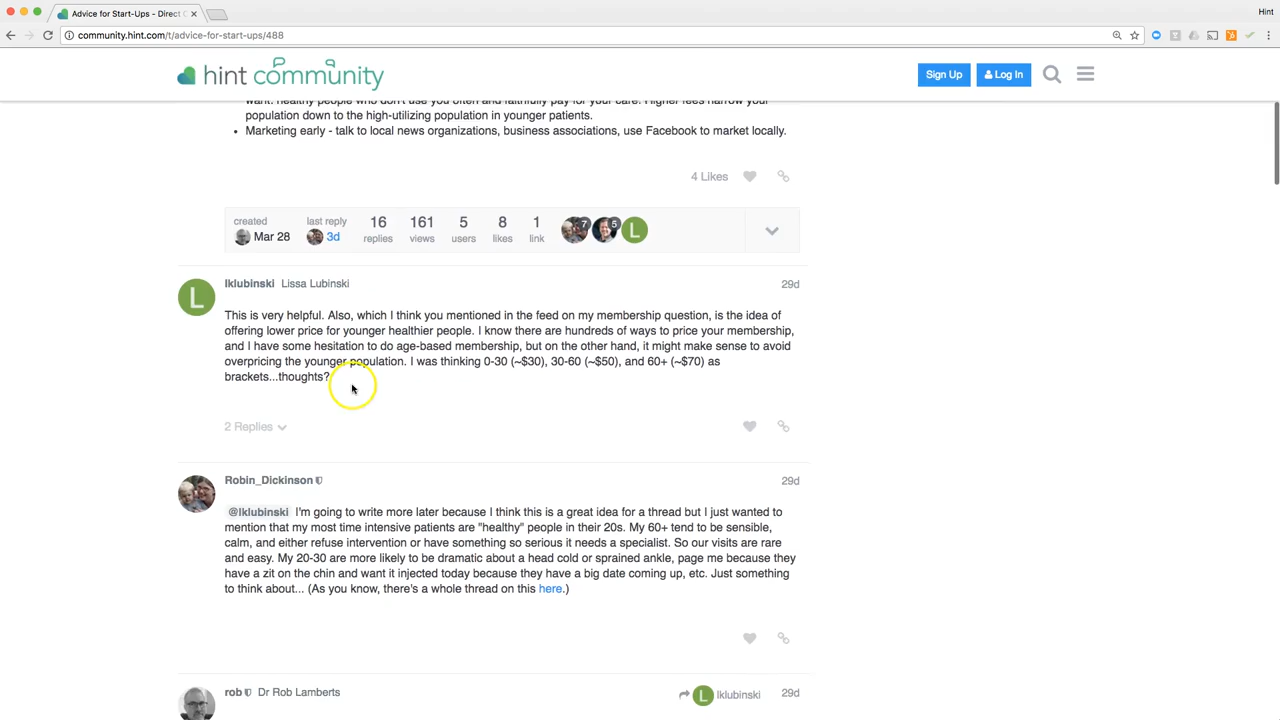 Advice for Start-Ups - Direct
Hint
community.hint.com/t/advice-for-start-ups/488
hint community
Sign Up
Log In
want: healthy people who don't use you often and faithfully pay for your care. Higher fees narrow your
population down to the high-utilizing population in younger patients.
Marketing early - talk to local news organizations, business associations, use Facebook to market locally.
4 Likes
created last reply 16 161 5 8 1 7 5 L
Mar 28 3d replies views users likes link
L lklubinski Lissa Lubinski 29d
This is very helpful. Also, which I think you mentioned in the feed on my membership question, is the idea of
offering lower price for younger healthier people. I know there are hundreds of ways to price your membership,
and I have some hesitation to do age-based membership, but on the other hand, it might make sense to avoid
overpricing the younger population. I was thinking 0-30 (~$30), 30-60 (~$50), and 60+ (~$70) as
brackets...thoughts?
2 Replies
Robin_Dickinson 29d
@lklubinski I'm going to write more later because I think this is a great idea for a thread but I just wanted to
mention that my most time intensive patients are "healthy" people in their 20s. My 60+ tend to be sensible,
calm, and either refuse intervention or have something so serious it needs a specialist. So our visits are rare
and easy. My 20-30 are more likely to be dramatic about a head cold or sprained ankle, page me because they
have a zit on the chin and want it injected today because they have a big date coming up, etc. Just something
to think about... (As you know, there's a whole thread on this here.)
rob Dr Rob Lamberts L lklubinski 29d